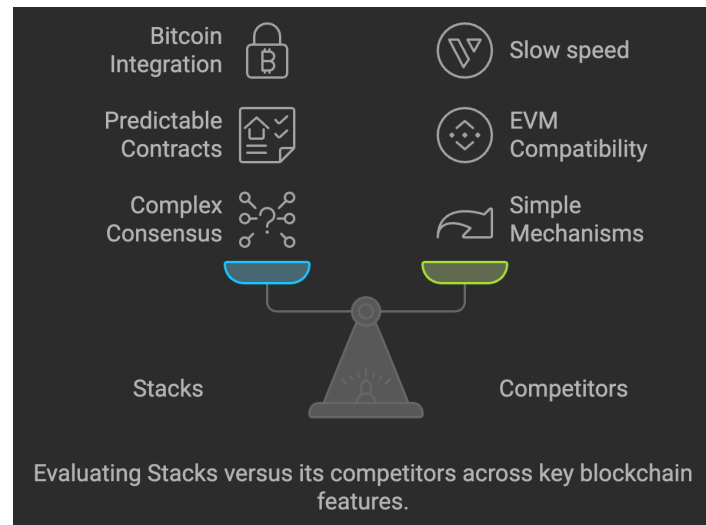 Bitcoin
Integration
Slow speed
Predictable
Contracts
EVM
Compatibility
Complex
Consensus
Simple
Mechanisms
Stacks
Competitors
Evaluating Stacks versus its competitors across key blockchain
features.